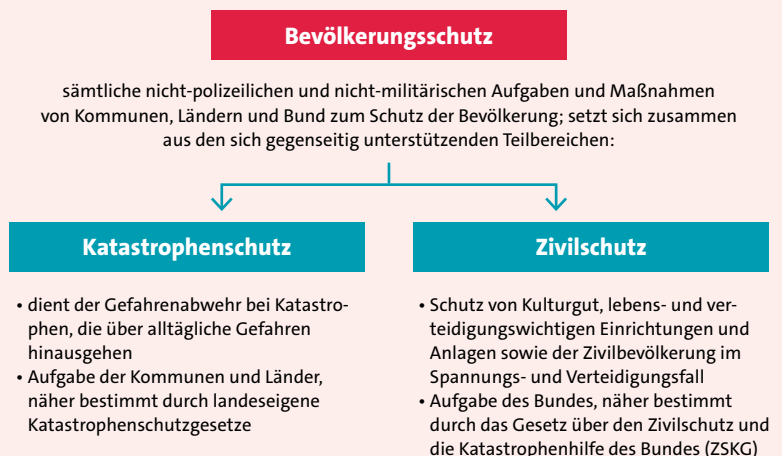 Bevölkerungsschutz
sämtliche nicht-polizeilichen und nicht-militärischen Aufgaben und Maßnahmen
von Kommunen, Ländern und Bund zum Schutz der Bevölkerung; setzt sich zusammen
aus den sich gegenseitig unterstützenden Teilbereichen:
Katastrophenschutz
• dient der Gefahrenabwehr bei Katastro-
phen, die über alltägliche Gefahren
hinausgehen
• Aufgabe der Kommunen und Länder,
näher bestimmt durch landeseigene
Katastrophenschutzgesetze
Zivilschutz
• Schutz von Kulturgut, lebens- und ver-
teidigungswichtigen Einrichtungen und
Anlagen sowie der Zivilbevölkerung im
Spannungs- und Verteidigungsfall
• Aufgabe des Bundes, näher bestimmt
durch das Gesetz über den Zivilschutz und
die Katastrophenhilfe des Bundes (ZSKG)